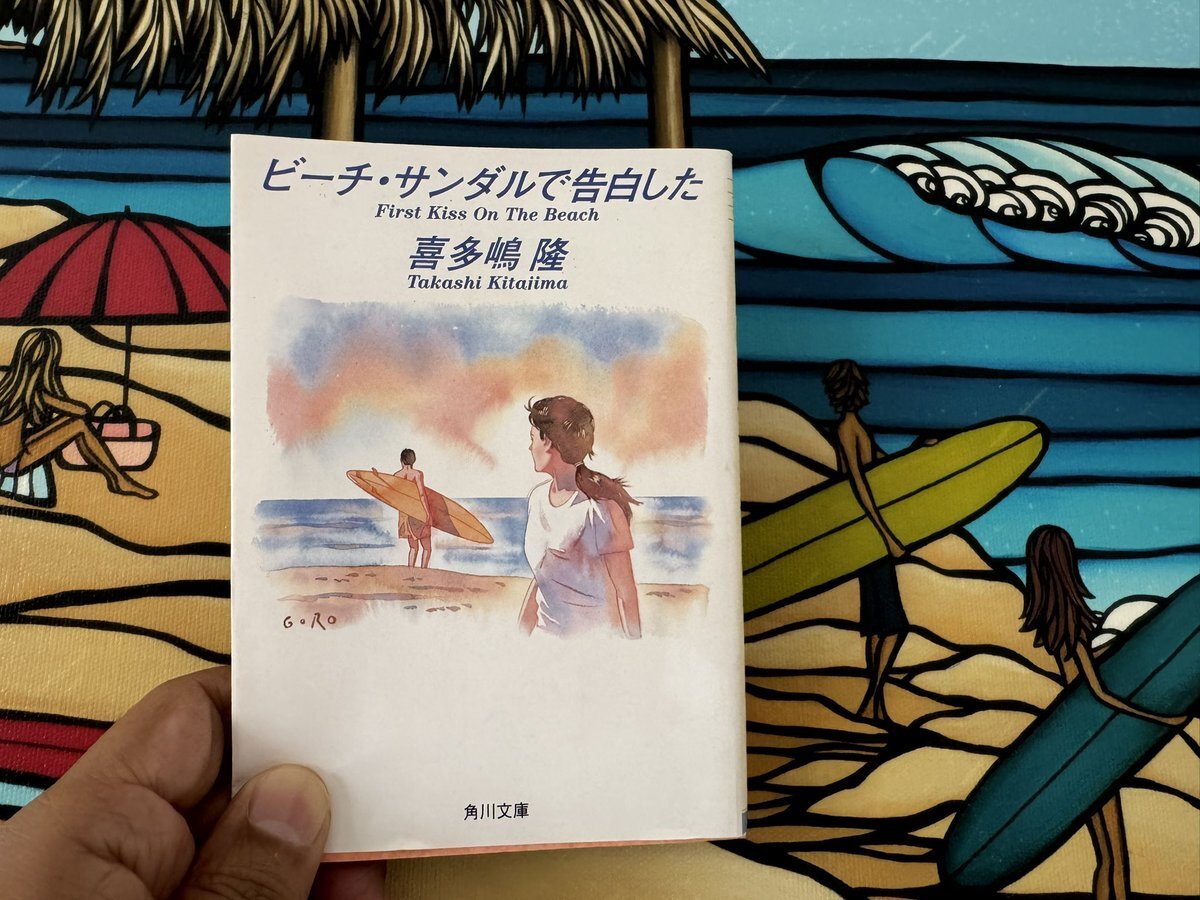 ビーチ・サンダルで告白した
First Kiss On The Beach
喜多嶋 隆
Takashi Kitajima
GORO
角川文庫